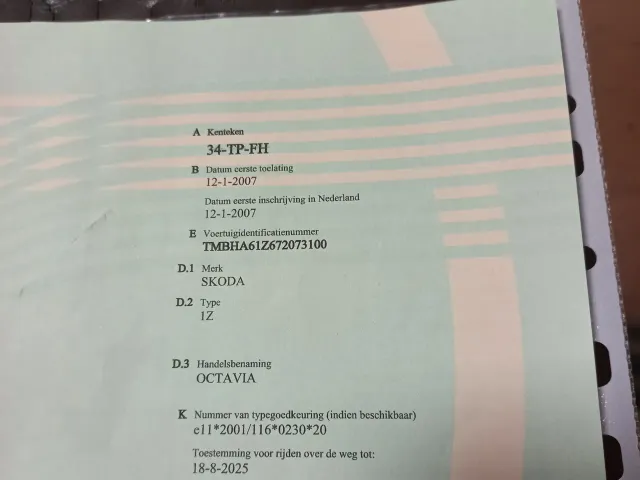 A Kenteken
34-TP-FH
B Datum eerste toelating
12-1-2007
Datum eerste inschrijving in Nederland
12-1-2007
E Voertuigidentificatienummer
TMBHA61Z672073100
D.1 Merk
SKODA
D.2 Type
1Z
D.3 Handelsbenaming
OCTAVIA
K Nummer van typegoedkeuring (indien beschikbaar)
e11*2001/116*0230*20
Toestemming voor rijden over de weg tot:
18-8-2025